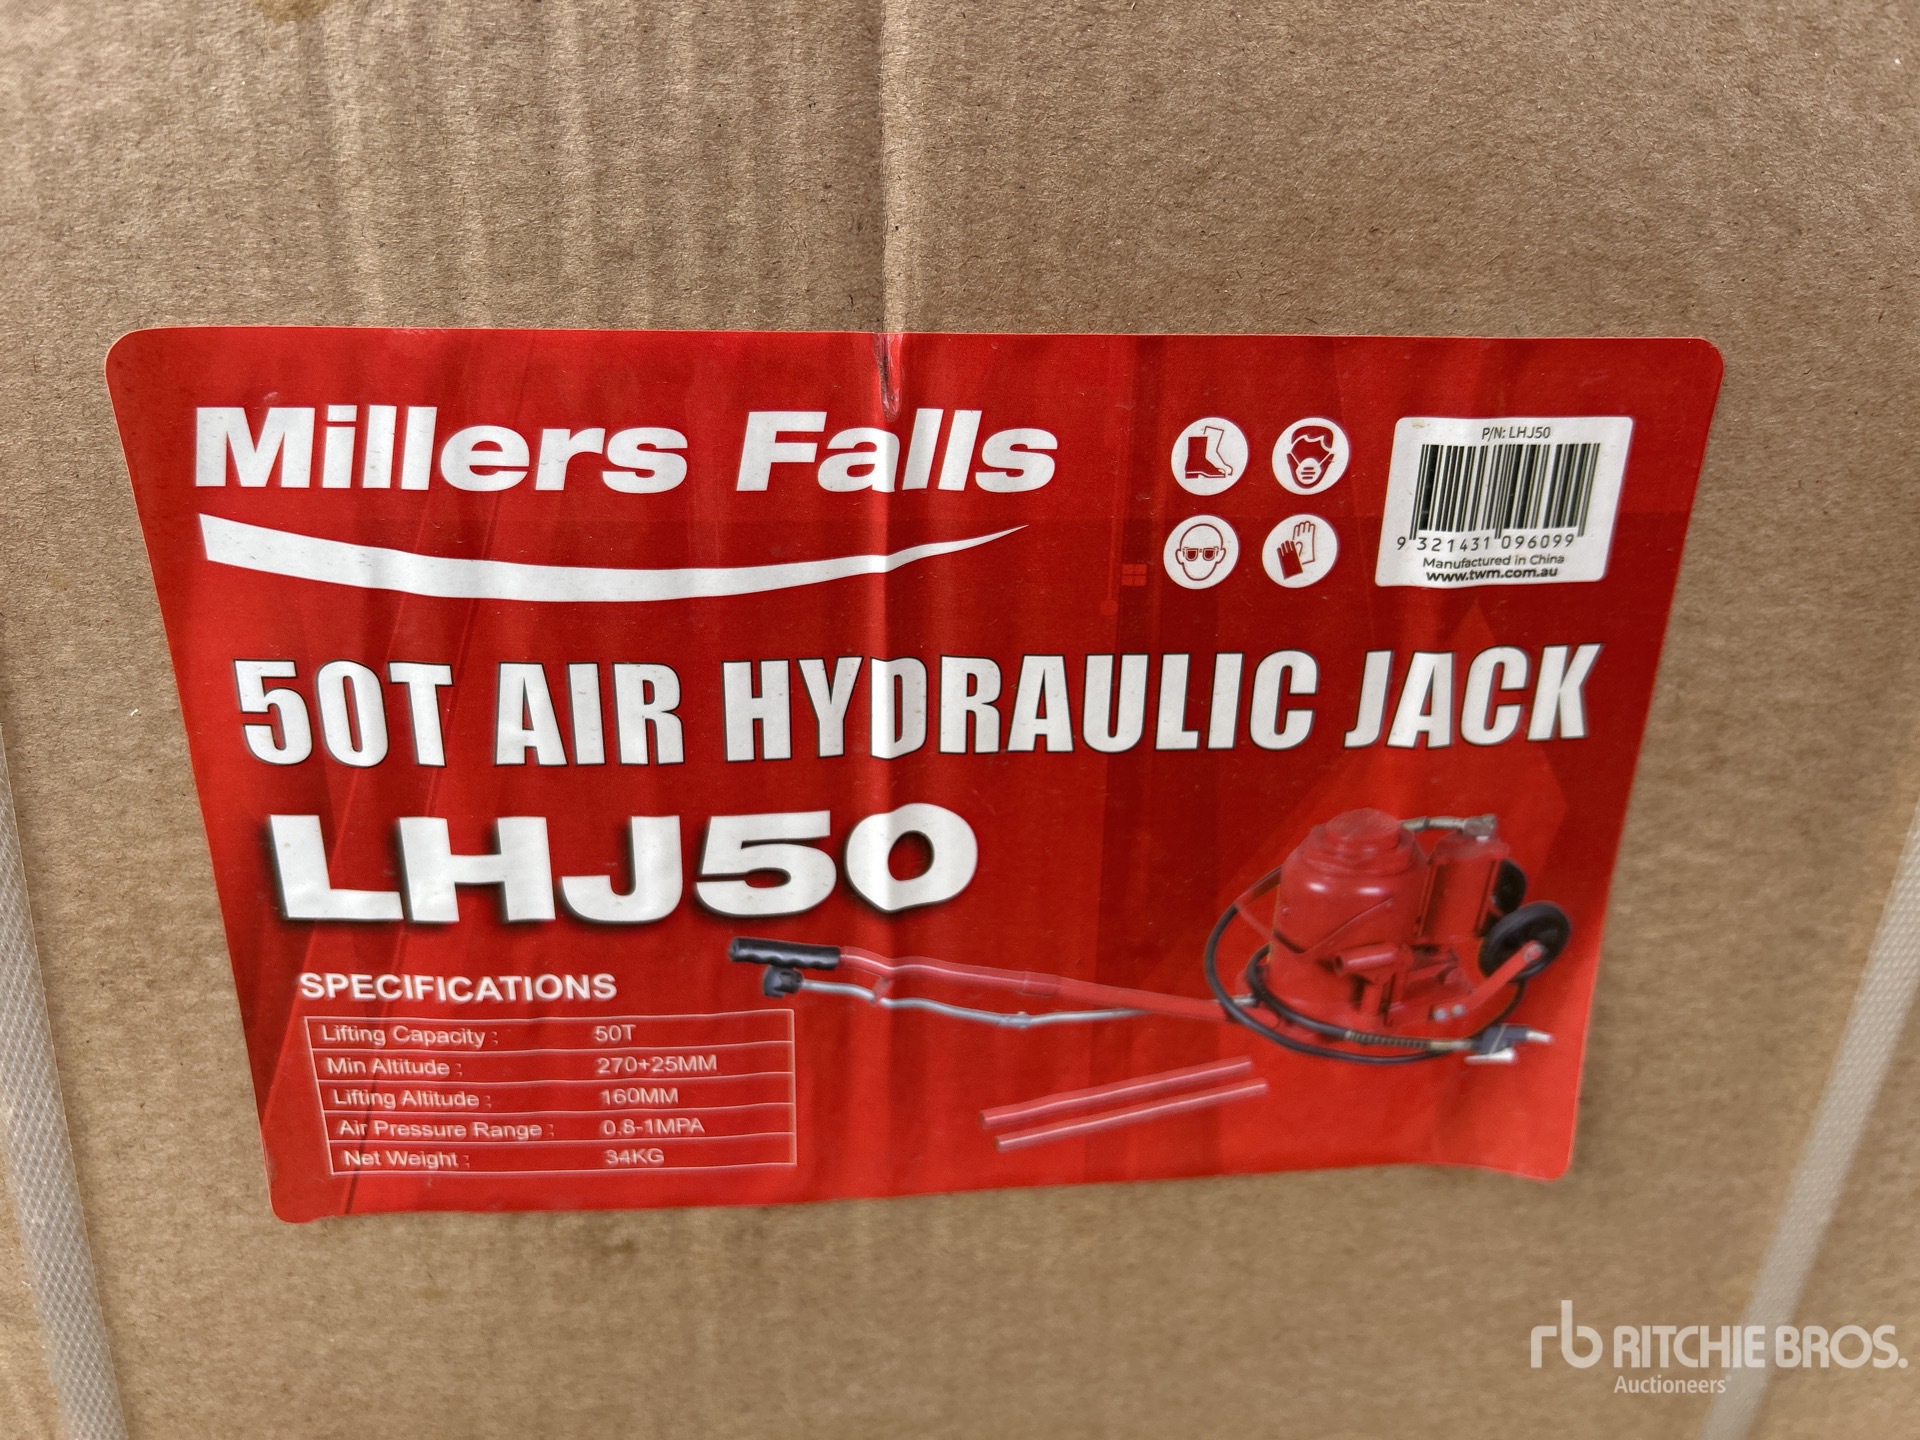 Millers Falls
P/N: LHJ50
9 321431 096099
Manufactured in China
www.twm.com.au
50T AIR HYDRAULIC JACK
LHJ50
SPECIFICATIONS
Lifting Capacity : 50T
Min Altitude : 270+25MM
Lifting Altitude : 160MM
Air Pressure Range : 0.8-1MPA
Net Weight : 34KG
rb RITCHIE BROS.
Auctioneers